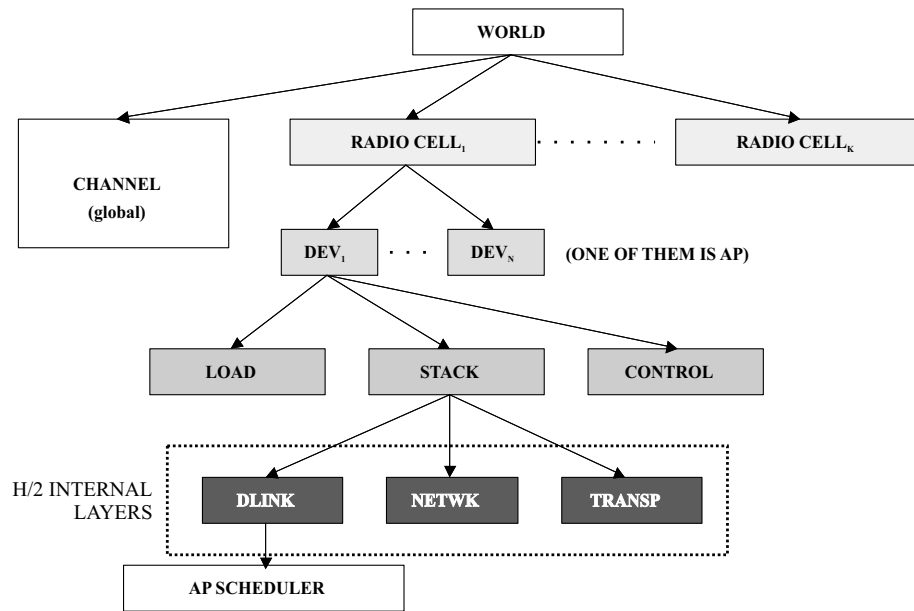 WORLD
CHANNEL
(global)
RADIO CELL₁
RADIO CELLₖ
DEV₁
DEV_N
(ONE OF THEM IS AP)
LOAD
STACK
CONTROL
H/2 INTERNAL
LAYERS
DLINK
NETWK
TRANSP
AP SCHEDULER